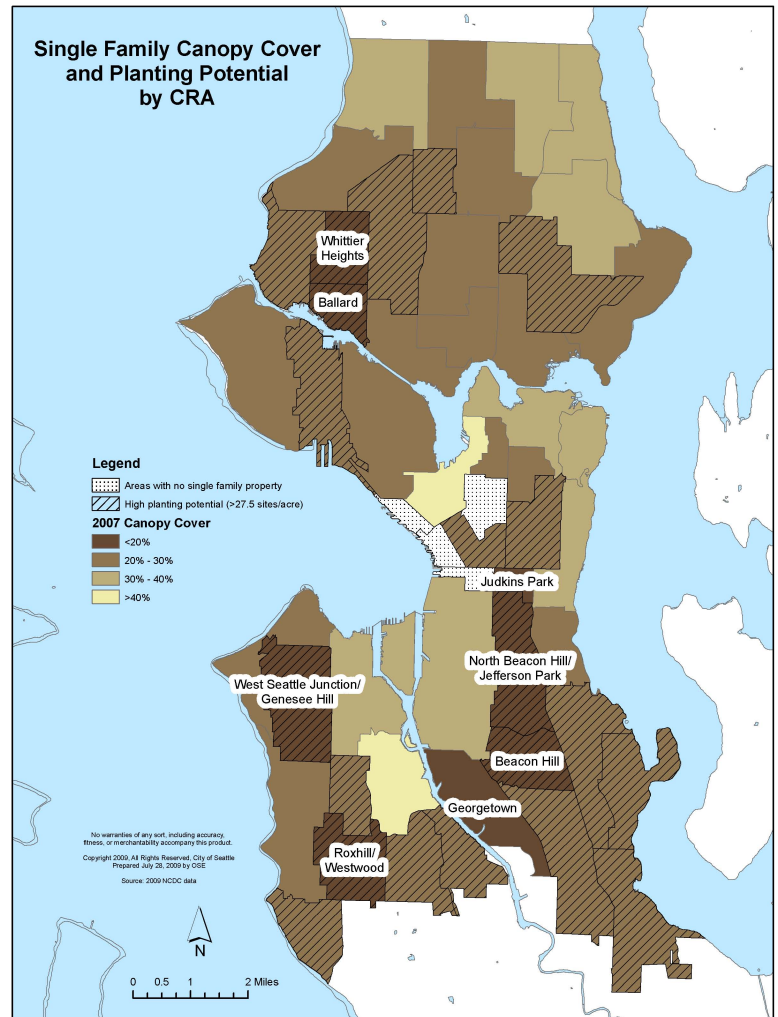 Single Family Canopy Cover
and Planting Potential
by CRA
Whittier
Heights
Ballard
Legend
Areas with no single family property
High planting potential (>27.5 sites/acre)
2007 Canopy Cover
<20%
20% - 30%
30% - 40%
>40%
Judkins Park
North Beacon Hill/
Jefferson Park
West Seattle Junction/
Genesee Hill
Beacon Hill
Georgetown
Roxhill/
Westwood
No warranties of any sort, including accuracy,
fitness, or merchantability accompany this product.
Copyright 2009, All Rights Reserved, City of Seattle
Prepared July 28, 2009 by OSE
Source: 2009 NCDC data
N
0 0.5 1 2 Miles